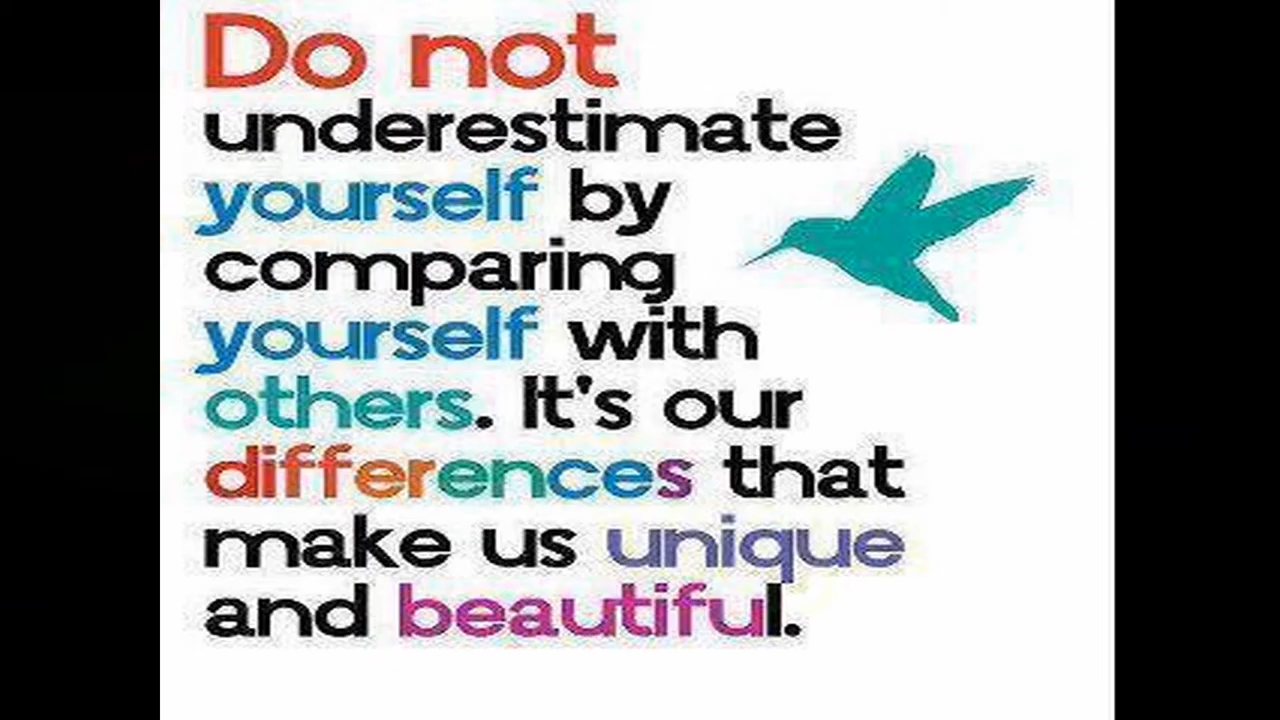 Do not
underestimate
yourself by
comparing
yourself with
others. It's our
differences that
make us unique
and beautiful.